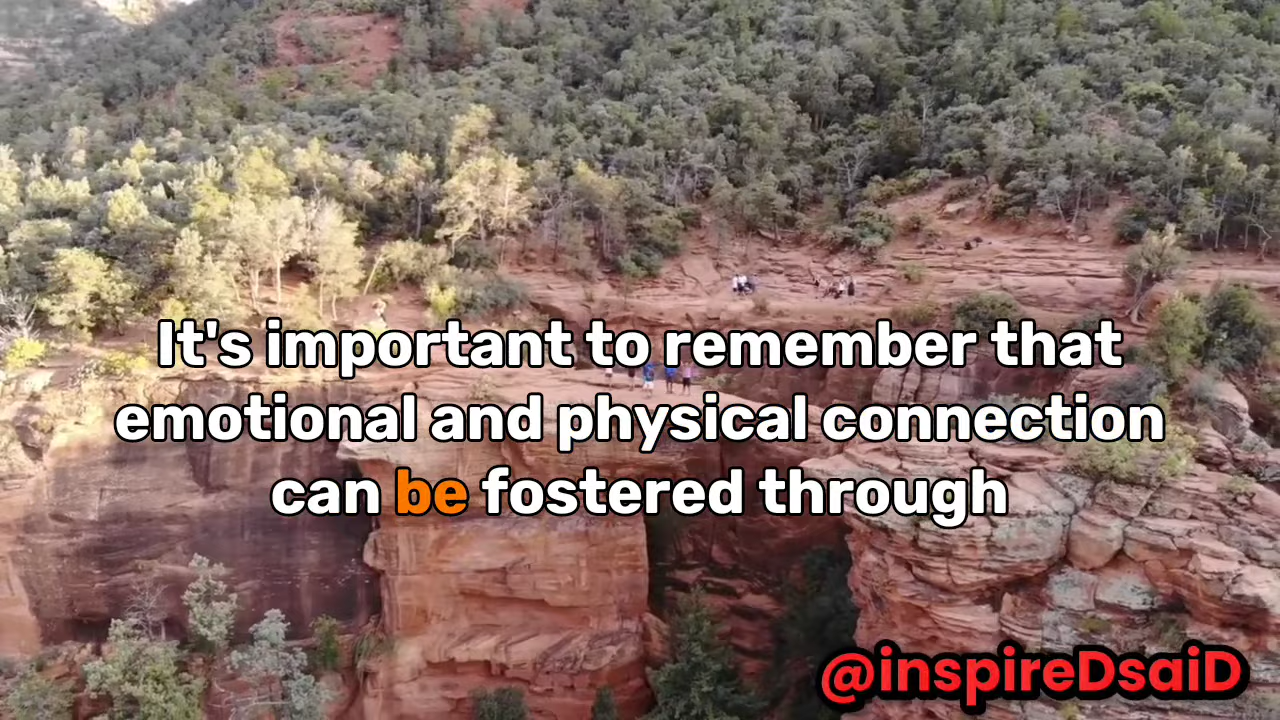 It's important to remember that
emotional and physical connection
can be fostered through
@inspireDsaiD